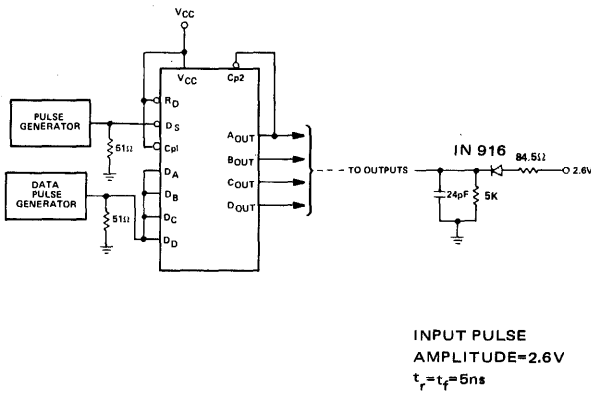 VCC
VCC
Cp2
RD
PULSE
GENERATOR
DS
51Ω
Cp1
AOUT
BOUT
COUT
DOUT
TO OUTPUTS
IN 916
84.5Ω
2.6V
24pF
5K
DATA
PULSE
GENERATOR
51Ω
DA
DB
DC
DD
INPUT PULSE
AMPLITUDE=2.6V
tr=tf=5ns